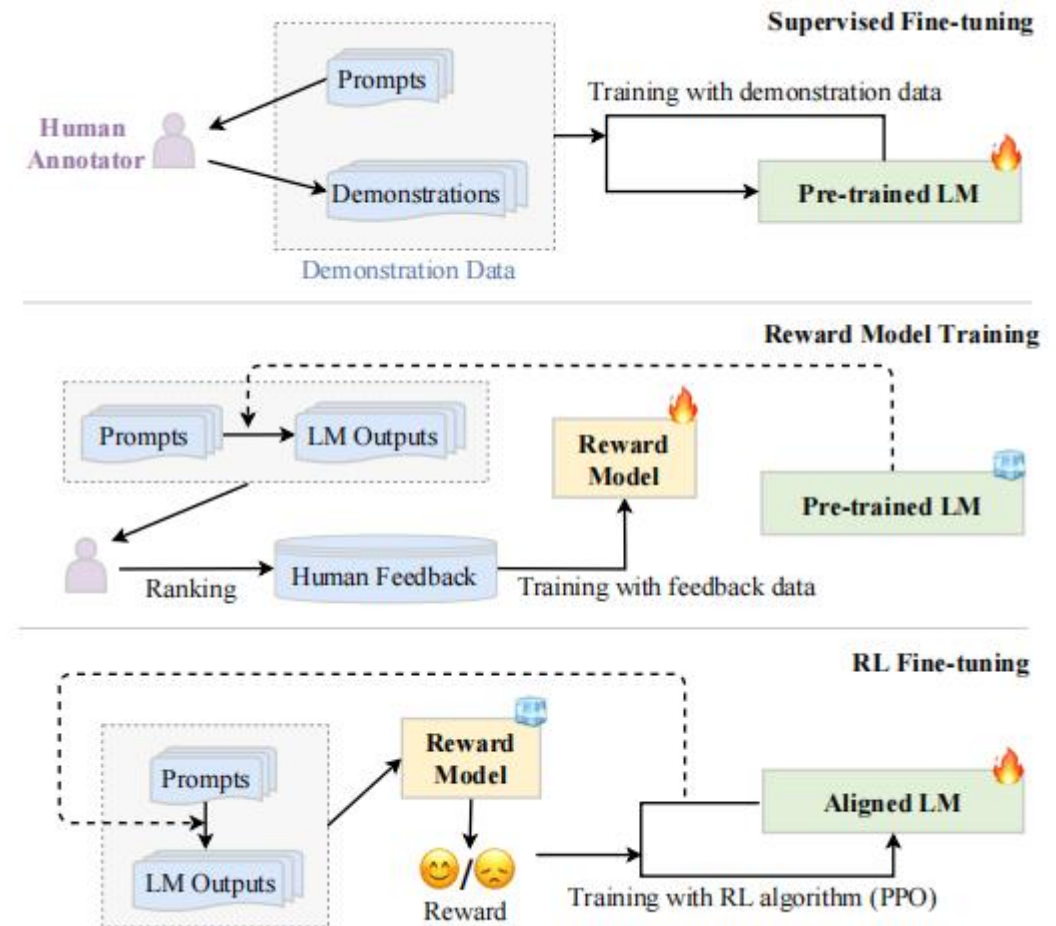 Supervised Fine-tuning
Prompts
Training with demonstration data
Human
Annotator
Demonstrations
Pre-trained LM
Demonstration Data
Reward Model Training
Prompts
LM Outputs
Reward
Model
Pre-trained LM
Human Feedback
Ranking
Training with feedback data
RL Fine-tuning
Reward
Model
Prompts
Aligned LM
LM Outputs
/
Reward
Training with RL algorithm (PPO)